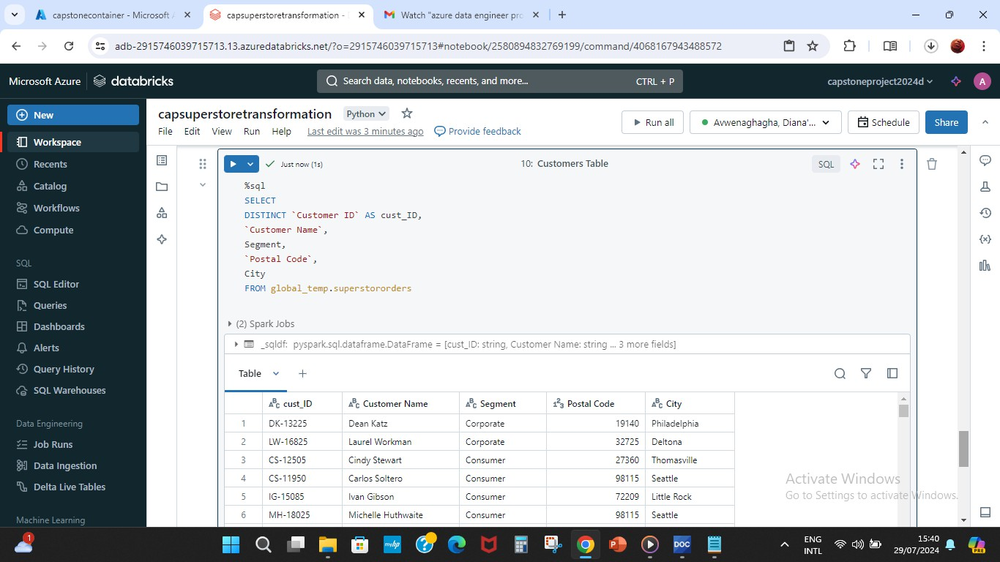 capstonecontainer - Microsoft A
capsuperstoretransformation -
Watch "azure data engineer pro
adb-2915746039715713.13.azuredatabricks.net/?o=2915746039715713#notebook/2580894832769199/command/4068167943488572
Microsoft Azure
databricks
Search data, notebooks, recents, and more...
CTRL + P
capstoneproject2024d
A
New
Workspace
Recents
Catalog
Workflows
Compute
SQL
SQL Editor
Queries
Dashboards
Alerts
Query History
SQL Warehouses
Data Engineering
Job Runs
Data Ingestion
Delta Live Tables
Machine Learning
capsuperstoretransformation
Python
File Edit View Run Help Last edit was 3 minutes ago Provide feedback
Run all
Avwenaghagha, Diana'...
Schedule
Share
Just now (1s)
10: Customers Table
SQL
%sql
SELECT
DISTINCT `Customer ID` AS cust_ID,
`Customer Name`,
Segment,
`Postal Code`,
City
FROM global_temp.superstororders
(2) Spark Jobs
_sqldf: pyspark.sql.dataframe.DataFrame = [cust_ID: string, Customer Name: string ... 3 more fields]
Table
cust_ID Customer Name Segment Postal Code City
1 DK-13225 Dean Katz Corporate 19140 Philadelphia
2 LW-16825 Laurel Workman Corporate 32725 Deltona
3 CS-12505 Cindy Stewart Consumer 27360 Thomasville
4 CS-11950 Carlos Soltero Consumer 98115 Seattle
5 IG-15085 Ivan Gibson Consumer 72209 Little Rock
6 MH-18025 Michelle Huthwaite Consumer 98115 Seattle
Activate Windows
Go to Settings to activate Windows.
1
myhp
DOC
ENG
INTL
15:40
29/07/2024
PRE